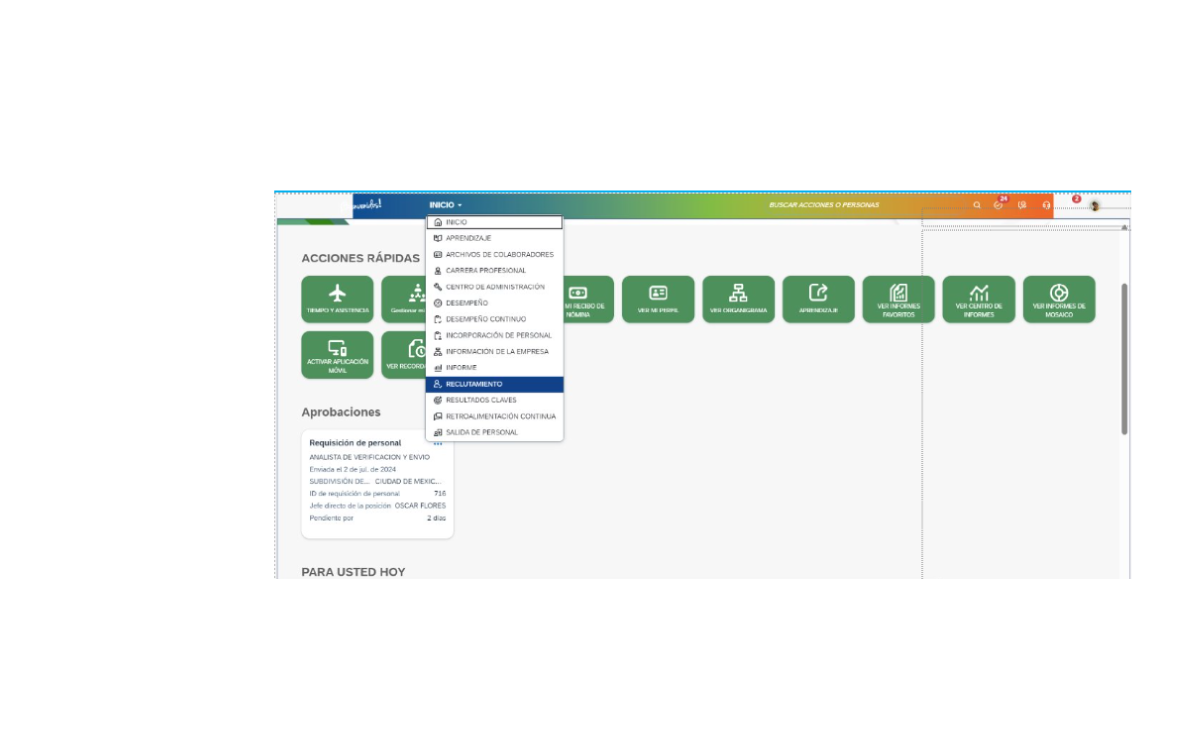 INICIO
BUSCAR ACCIONES O PERSONAS
24
2
INICIO
APRENDIZAJE
ARCHIVOS DE COLABORADORES
CARRERA PROFESIONAL
CENTRO DE ADMINISTRACIÓN
DESEMPEÑO
DESEMPEÑO CONTINUO
INCORPORACIÓN DE PERSONAL
INFORMACIÓN DE LA EMPRESA
INFORME
RECLUTAMIENTO
RESULTADOS CLAVES
RETROALIMENTACIÓN CONTINUA
SALIDA DE PERSONAL
ACCIONES RÁPIDAS
TIEMPO Y ASISTENCIA
Gestionar
MI RECIBO DE
NÓMINA
VER MI PERFIL
VER ORGANIGRAMA
APRENDIZAJE
VER INFORMES
FAVORITOS
VER CENTRO DE
INFORMES
VER INFORMES DE
MOSAICO
ACTIVAR APLICACIÓN
MÓVIL
VER RECORDA
Aprobaciones
Requisición de personal
ANALISTA DE VERIFICACION Y ENVIO
Enviada el 2 de jul. de 2024
SUBDIVISIÓN DE... CIUDAD DE MEXIC...
ID de requisición de personal 716
Jefe directo de la posición OSCAR FLORES
Pendiente por 2 días
PARA USTED HOY